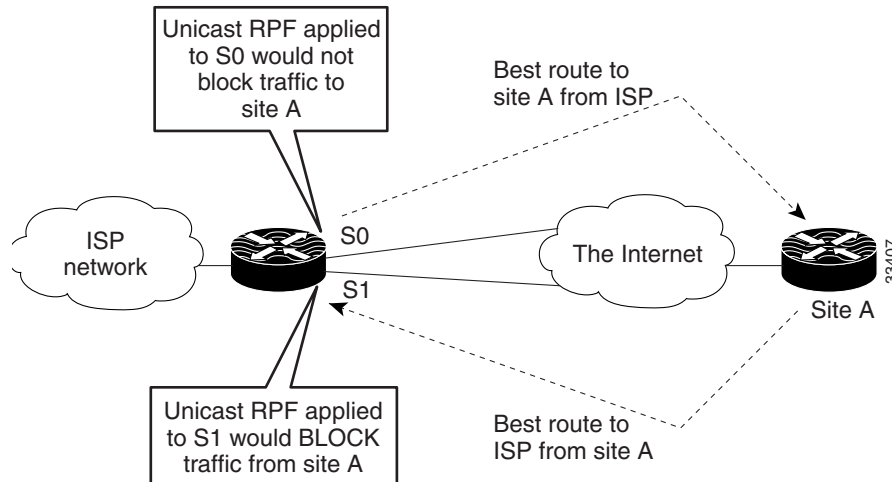 Unicast RPF applied
to S0 would not
block traffic to
site A
Best route to
site A from ISP
ISP
network
S0
S1
The Internet
Site A
33407
Unicast RPF applied
to S1 would BLOCK
traffic from site A
Best route to
ISP from site A